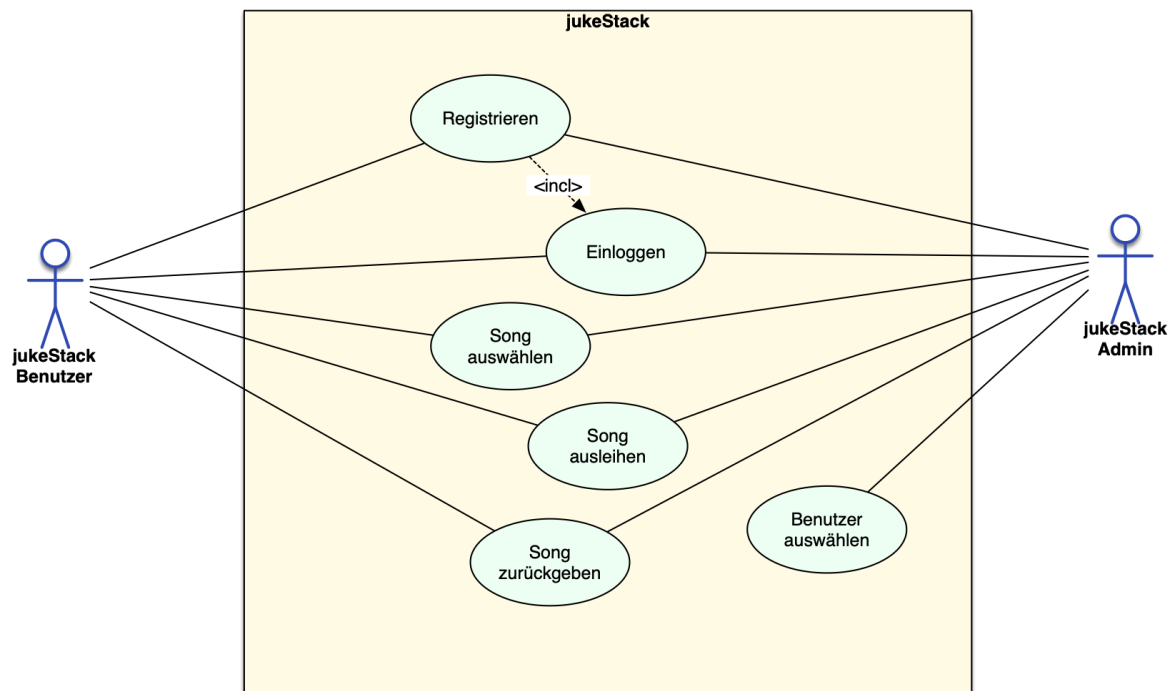 jukeStack
Registrieren
<incl>
Einloggen
Song
auswählen
Song
ausleihen
Song
zurückgeben
Benutzer
auswählen
jukeStack
Benutzer
jukeStack
Admin